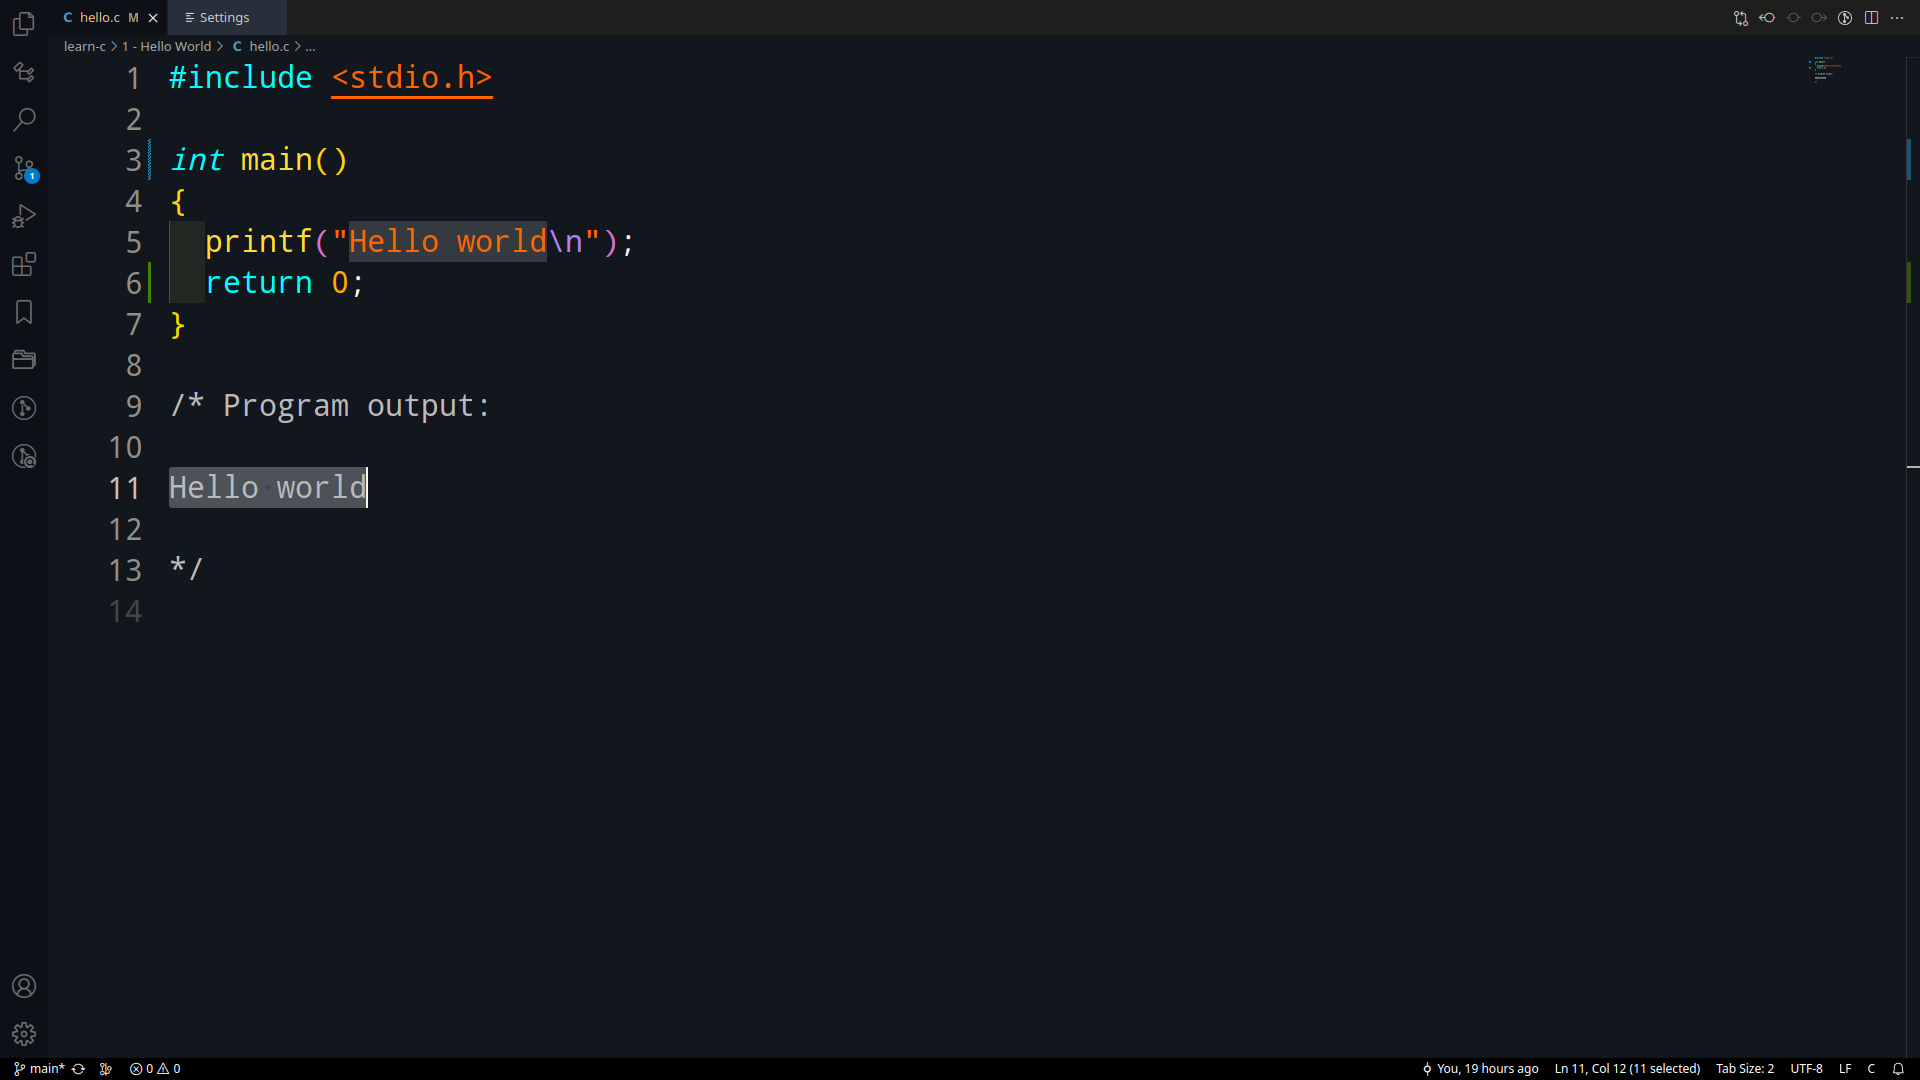 hello.c M
Settings
learn-c > 1 - Hello World > C hello.c > ...
1 #include <stdio.h>
2
3 int main()
4 {
5 printf("Hello world\n");
6 return 0;
7 }
8
9 /* Program output:
10
11 Hello world
12
13 */
14
1
main* 0 0 You, 19 hours ago Ln 11, Col 12 (11 selected) Tab Size: 2 UTF-8 LF C